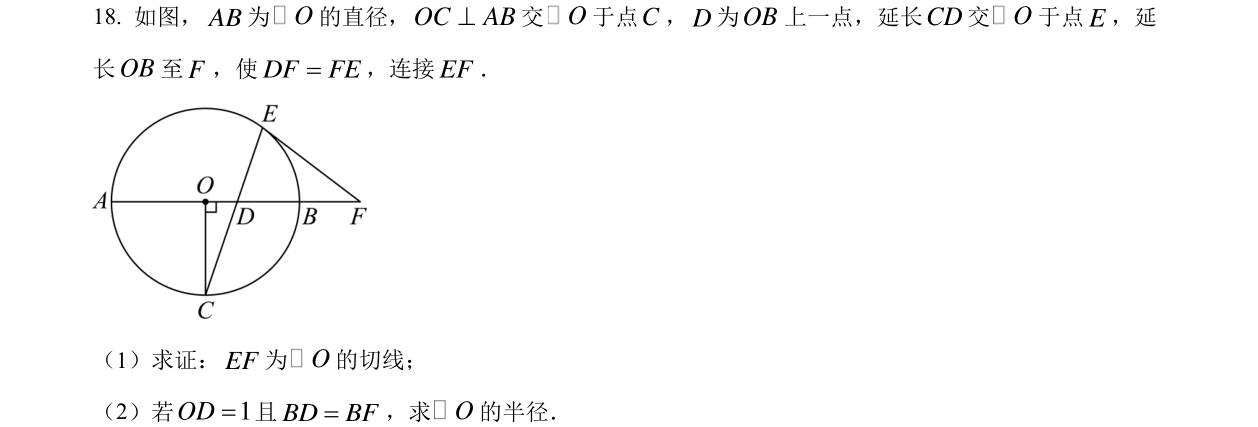 18. 如图， AB 为□ O 的直径，OC ⊥ AB 交□ O 于点 C ， D 为 OB 上一点，延长 CD 交□ O 于点 E ，延
长 OB 至 F ，使 DF = FE ，连接 EF ．
E
A
O
D
B
F
C
（1）求证： EF 为□ O 的切线；
（2）若 OD =1 且 BD = BF ，求□ O 的半径．